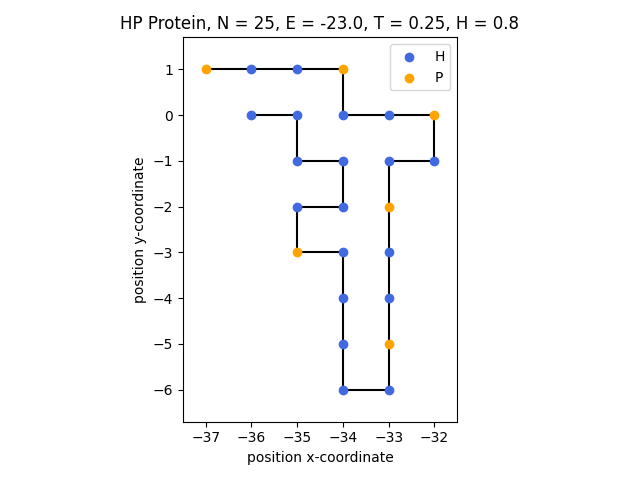 HP Protein, N = 25, E = -23.0, T = 0.25, H = 0.8
H
P
1
0
−1
−2
−3
−4
−5
−6
position y-coordinate
−37 −36 −35 −34 −33 −32
position x-coordinate